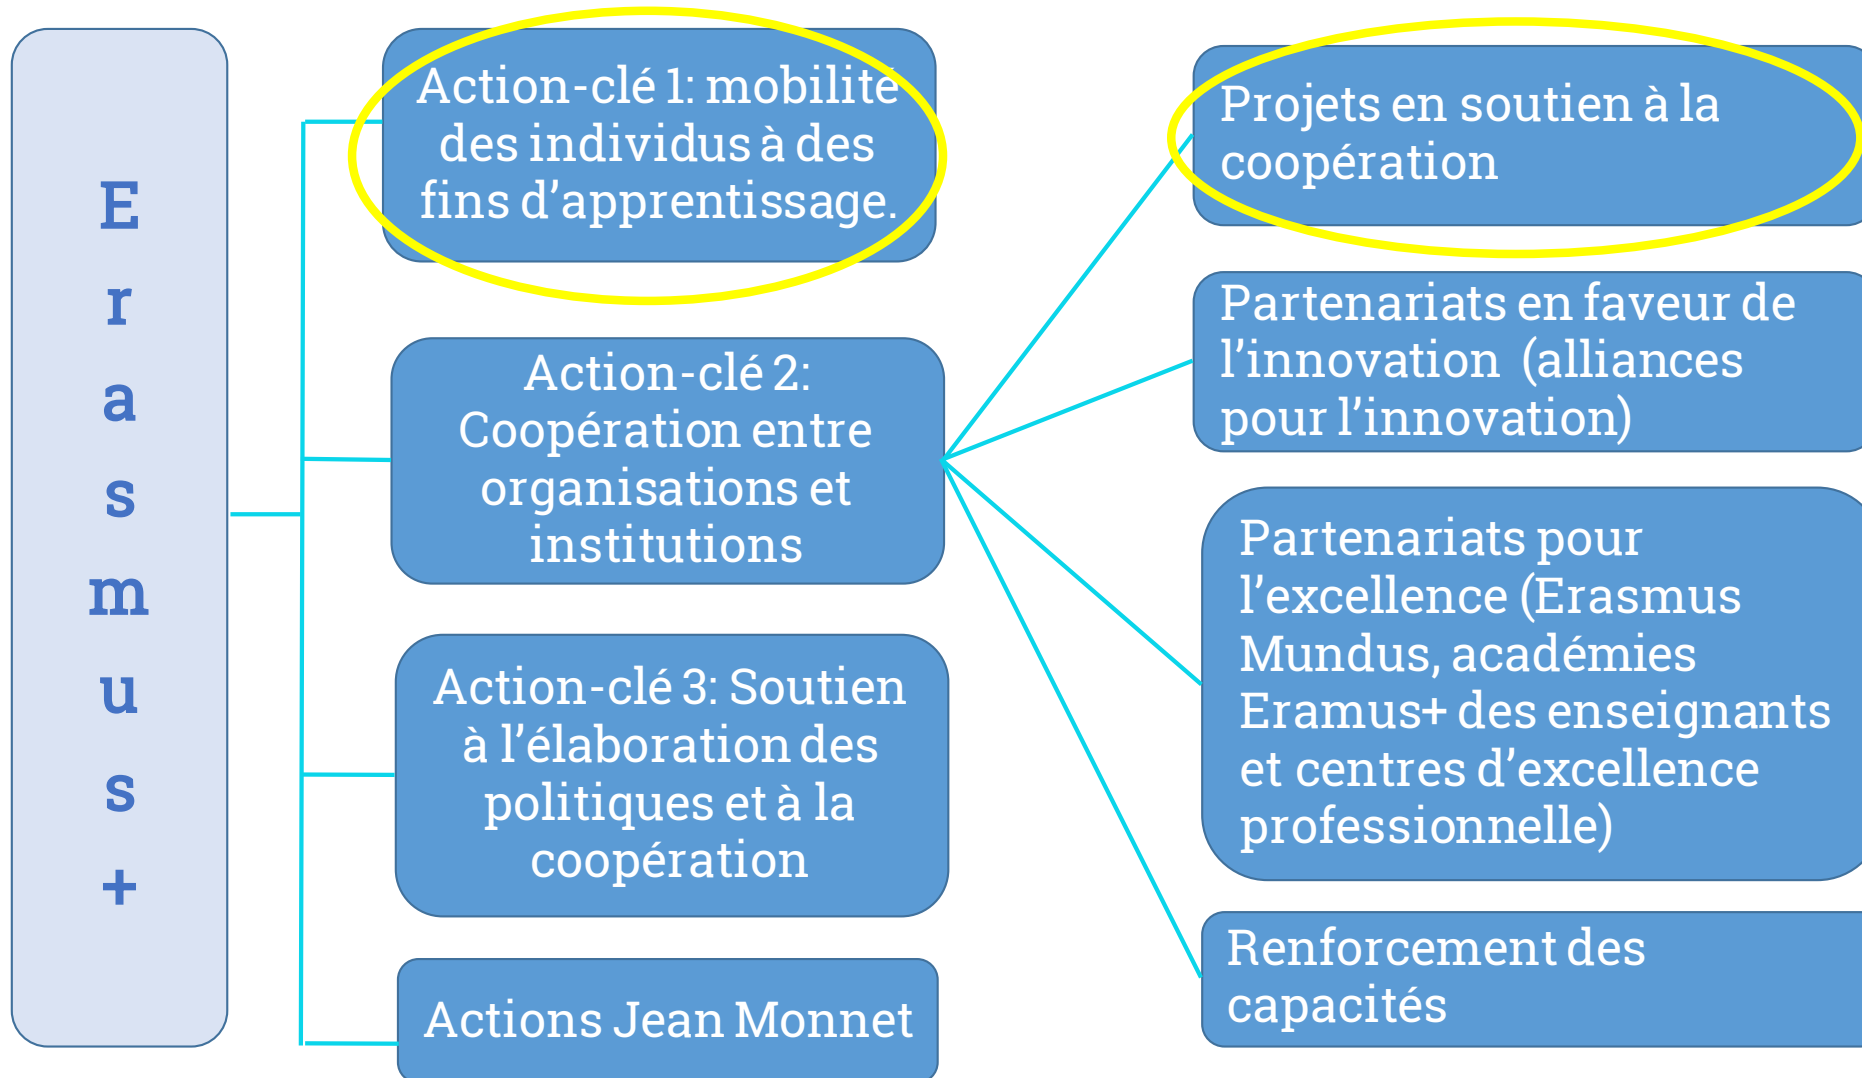 Erasmus+
Action-clé 1: mobilité
des individus à des
fins d’apprentissage.
Action-clé 2:
Coopération entre
organisations et
institutions
Action-clé 3: Soutien
à l’élaboration des
politiques et à la
coopération
Actions Jean Monnet
Projets en soutien à la
coopération
Partenariats en faveur de
l’innovation (alliances
pour l’innovation)
Partenariats pour
l’excellence (Erasmus
Mundus, académies
Eramus+ des enseignants
et centres d’excellence
professionnelle)
Renforcement des
capacités